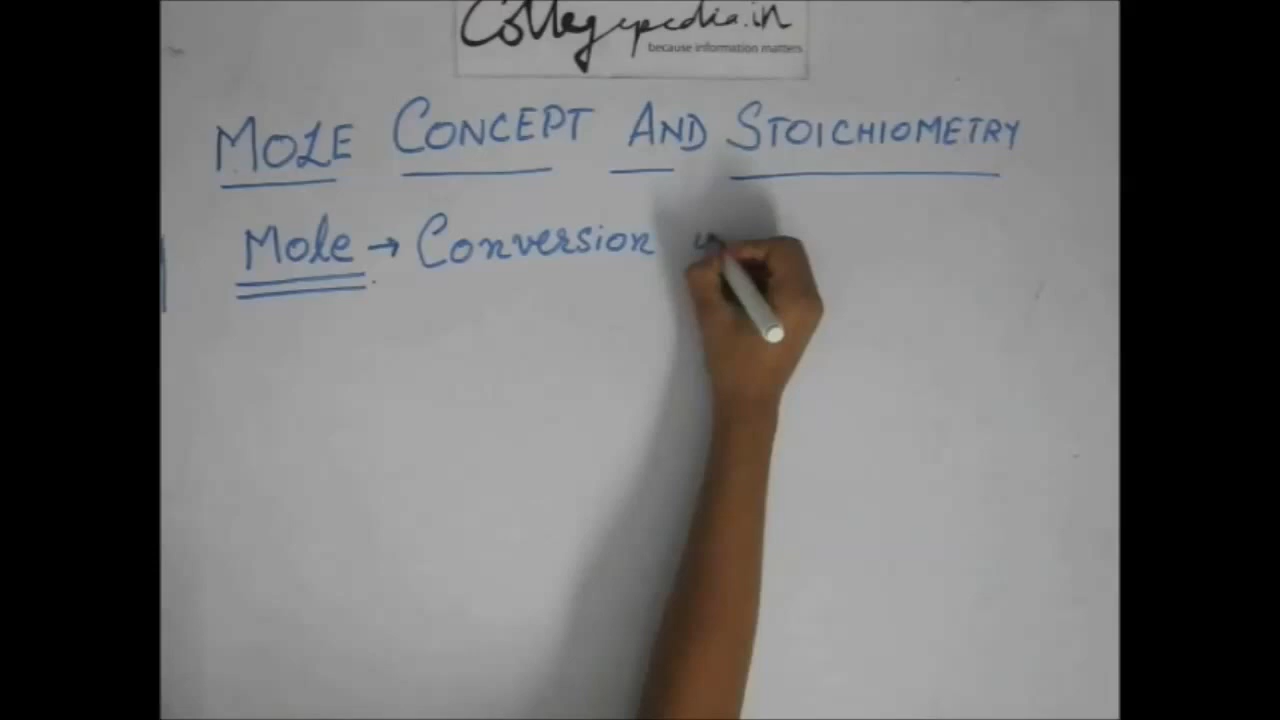 Collegepedia.in
because information matters
MOLE CONCEPT AND STOICHIOMETRY
Mole → Conversion